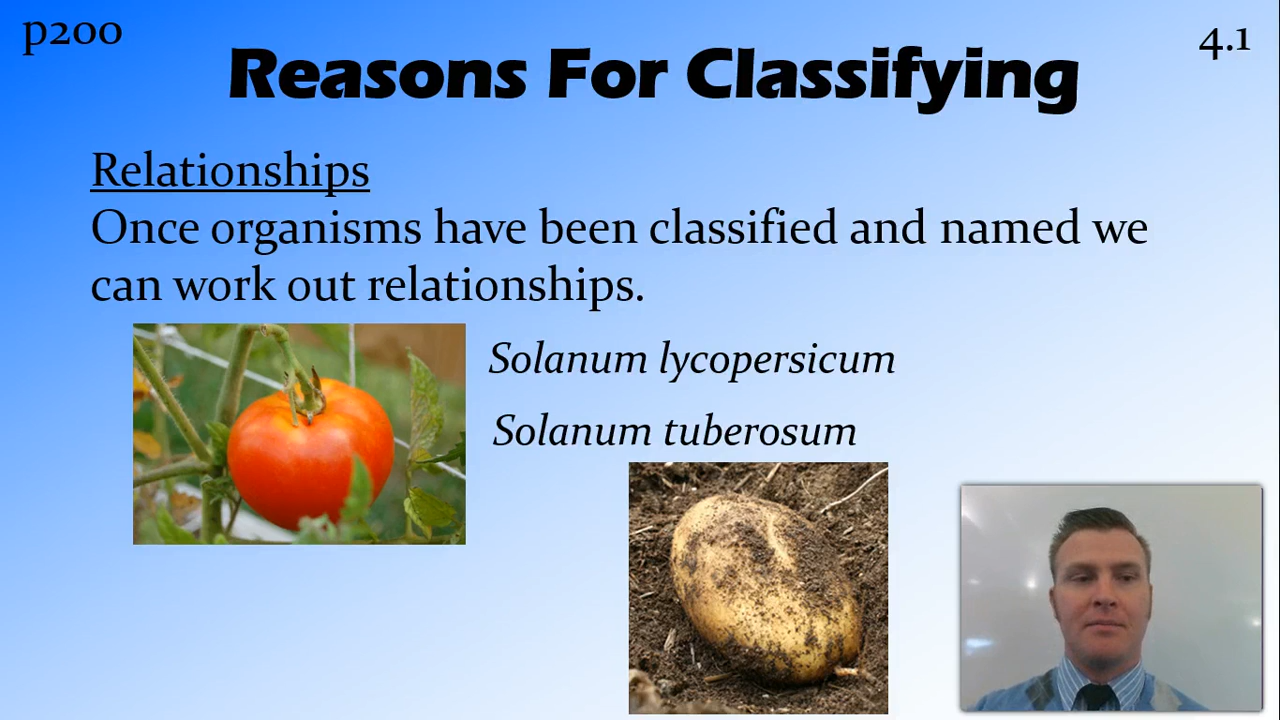 p200
4.1
Reasons For Classifying
Relationships
Once organisms have been classified and named we
can work out relationships.
Solanum lycopersicum
Solanum tuberosum